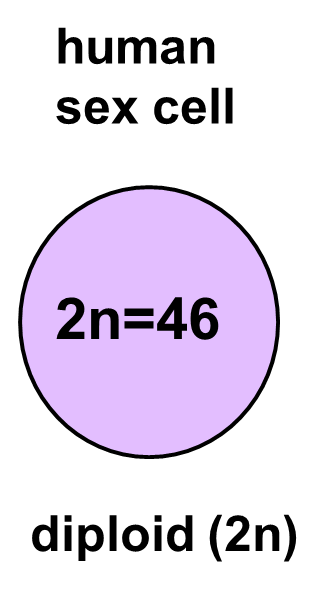 human
sex cell
2n=46
diploid (2n)